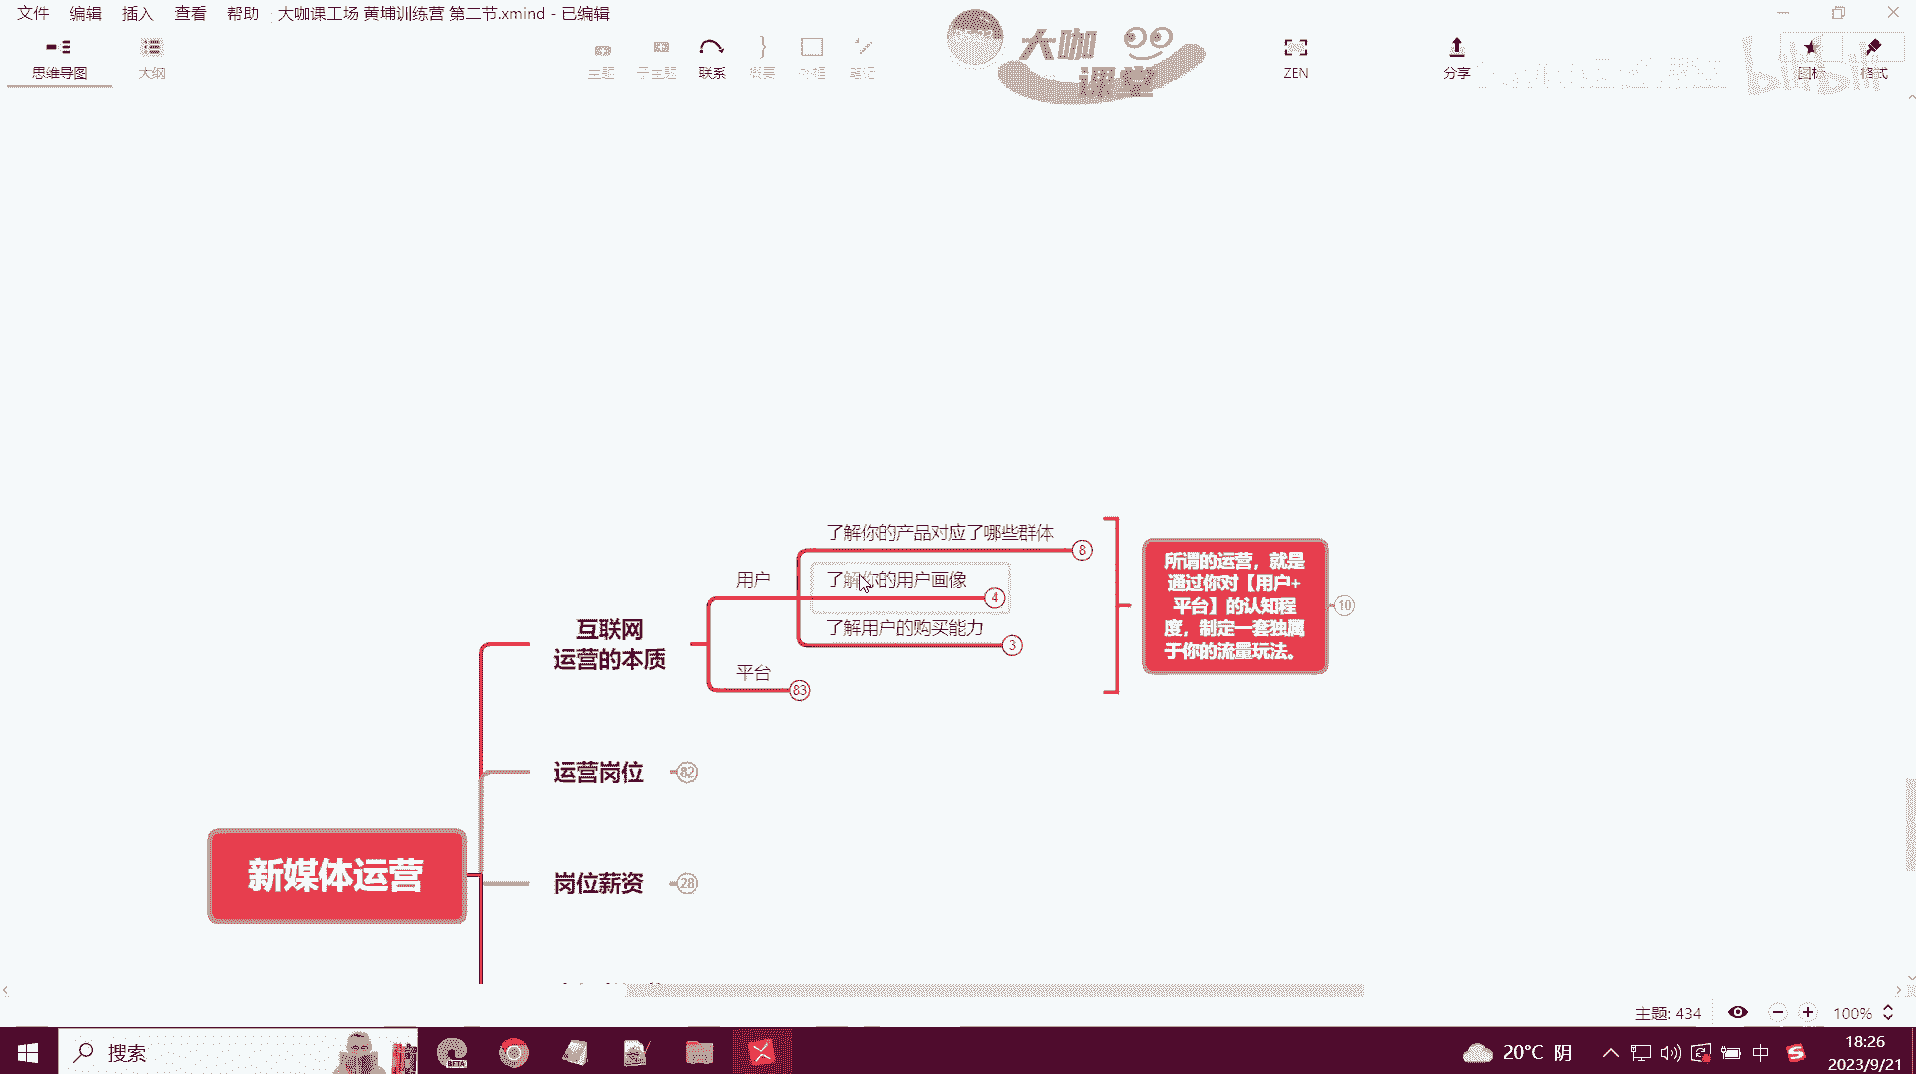 文件 编辑 插入 查看 帮助 大咖课工场 黄埔训练营 第二节.xmind - 已编辑
思维导图 大纲 主题 子主题 联系 概要 外框 笔记 ZEN 分享 图标 格式
大咖
课堂
bilibili
了解你的产品对应了哪些群体 8
用户 了解你的用户画像 4
了解用户的购买能力 3
平台 83
互联网
运营的本质
所谓的运营，就是
通过你对【用户+
平台】的认知程
度，制定一套独属
于你的流量玩法。
10
运营岗位 82
新媒体运营
岗位薪资 28
主题: 434 100%
搜索 BETA 20°C 阴 中 18:26
2023/9/21